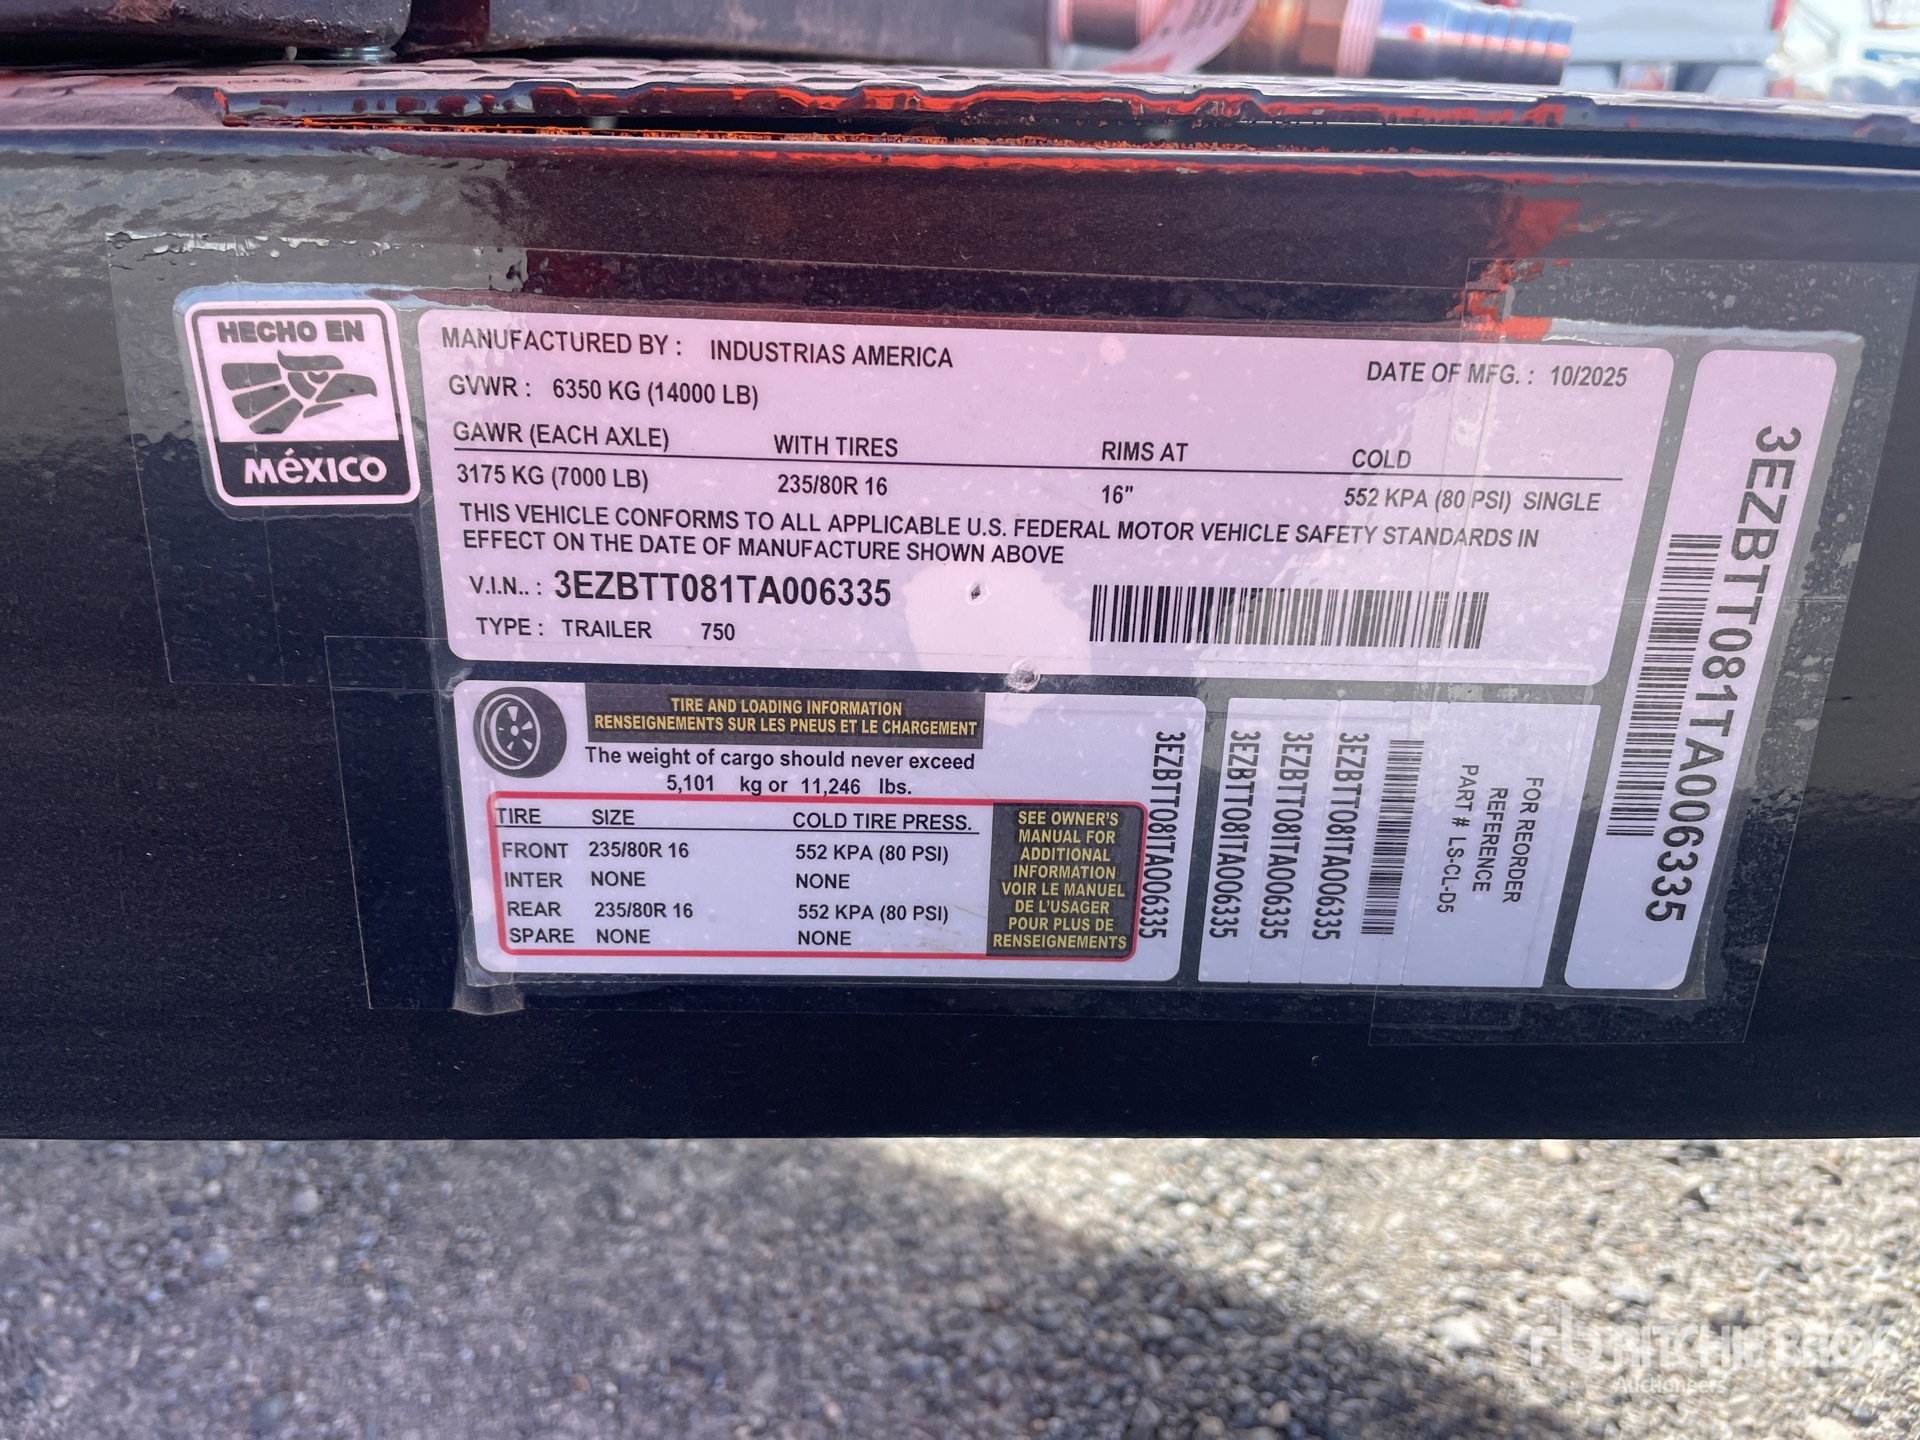 HECHO EN
MéXICO
MANUFACTURED BY : INDUSTRIAS AMERICA
DATE OF MFG. : 10/2025
GVWR : 6350 KG (14000 LB)
GAWR (EACH AXLE) WITH TIRES RIMS AT COLD
3175 KG (7000 LB) 235/80R 16 16" 552 KPA (80 PSI) SINGLE
THIS VEHICLE CONFORMS TO ALL APPLICABLE U.S. FEDERAL MOTOR VEHICLE SAFETY STANDARDS IN
EFFECT ON THE DATE OF MANUFACTURE SHOWN ABOVE
V.I.N.. : 3EZBTT081TA006335
TYPE : TRAILER 750
TIRE AND LOADING INFORMATION
RENSEIGNEMENTS SUR LES PNEUS ET LE CHARGEMENT
The weight of cargo should never exceed
5,101 kg or 11,246 lbs.
TIRE SIZE COLD TIRE PRESS.
FRONT 235/80R 16 552 KPA (80 PSI)
INTER NONE NONE
REAR 235/80R 16 552 KPA (80 PSI)
SPARE NONE NONE
SEE OWNER'S
MANUAL FOR
ADDITIONAL
INFORMATION
VOIR LE MANUEL
DE L'USAGER
POUR PLUS DE
RENSEIGNEMENTS
3EZBTT081TA006335
3EZBTT081TA006335
3EZBTT081TA006335
3EZBTT081TA006335
FOR REORDER
REFERENCE
PART # LS-CL-D5
3EZBTT081TA006335
rb RITCHIE BROS
Auctioneers